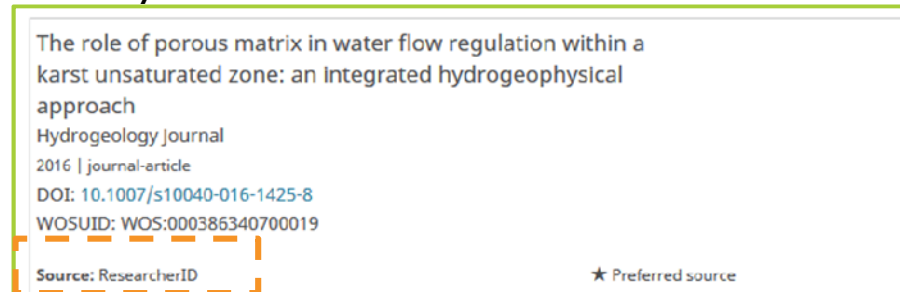 The role of porous matrix in water flow regulation within a
karst unsaturated zone: an integrated hydrogeophysical
approach
Hydrogeology Journal
2016 | journal-article
DOI: 10.1007/s10040-016-1425-8
WOSUID: WOS:000386340700019
Source: ResearcherID ★ Preferred source